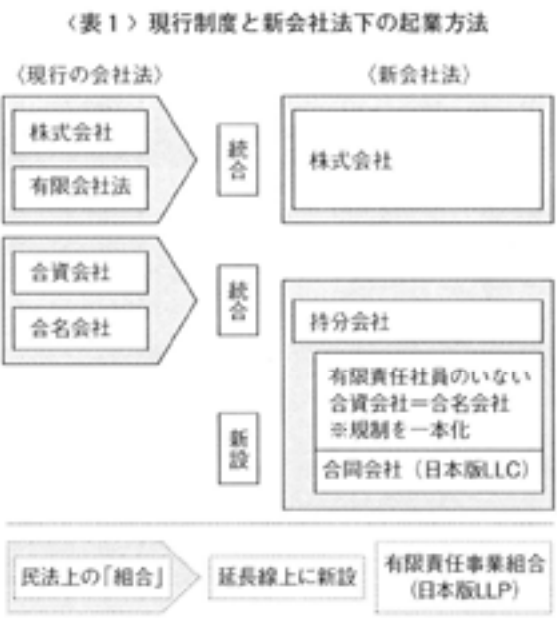 〈表1〉現行制度と新会社法下の起業方法
〈現行の会社法〉
〈新会社法〉
株式会社
有限会社法
統合
株式会社
合資会社
合名会社
統合
持分会社
有限責任社員のいない
合資会社＝合名会社
※規制を一本化
新設
合同会社（日本版LLC）
民法上の「組合」
延長線上に新設
有限責任事業組合
(日本版LLP)